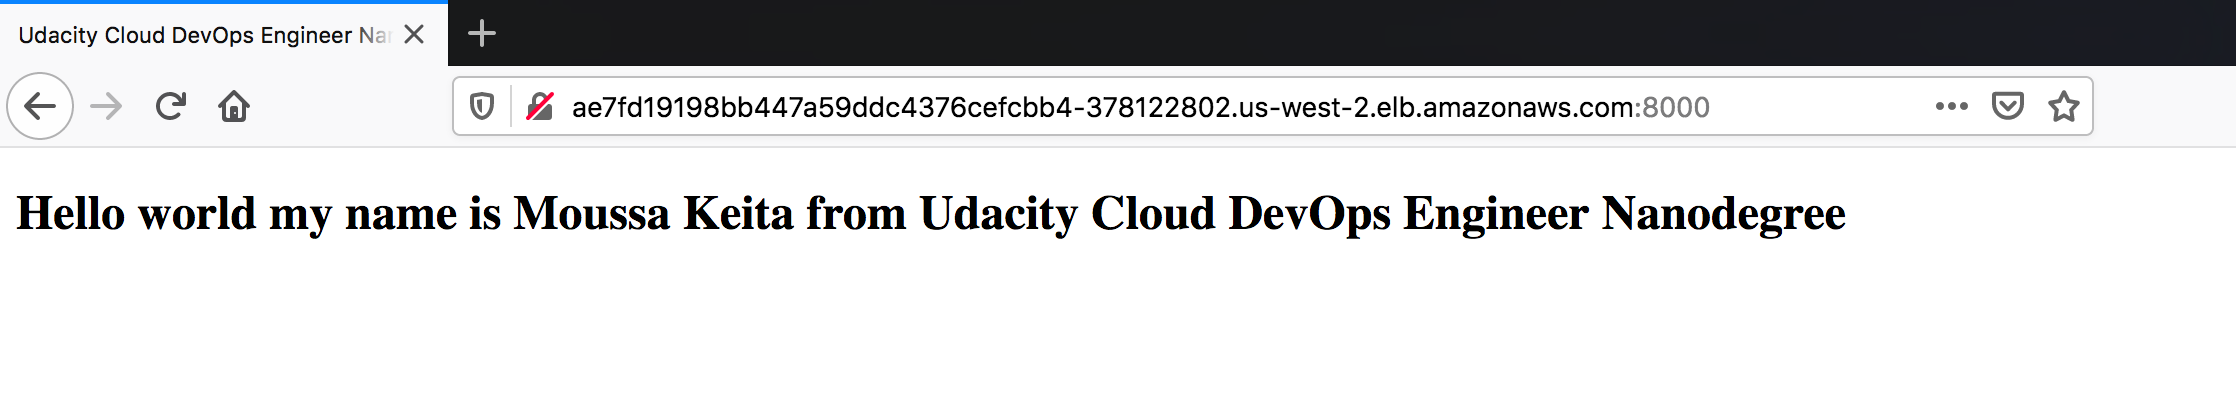 Udacity Cloud DevOps Engineer Na
ae7fd19198bb447a59ddc4376cefcbb4-378122802.us-west-2.elb.amazonaws.com:8000
Hello world my name is Moussa Keita from Udacity Cloud DevOps Engineer Nanodegree